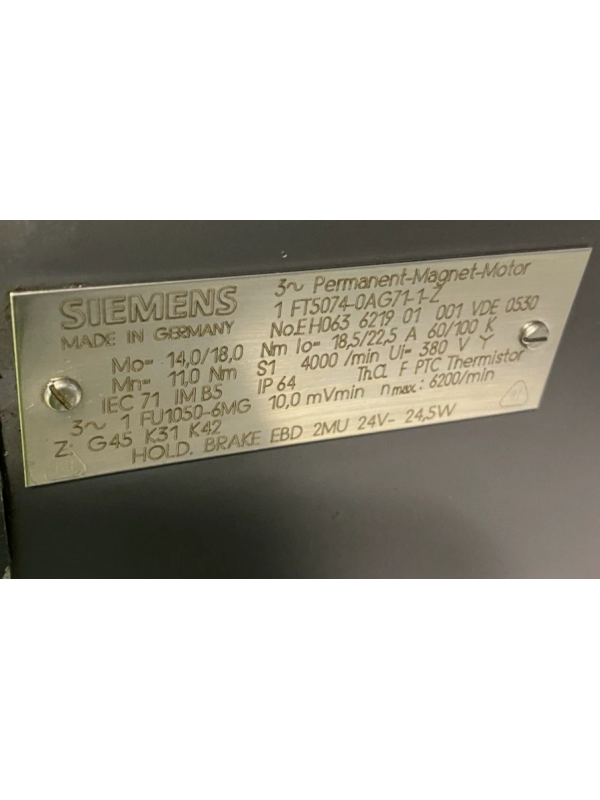 SIEMENS
MADE IN GERMANY
3~ Permanent-Magnet-Motor
1 FT5074-0AG71-1-Z
No.EH063 6219 01 001 VDE 0530
Mo= 14,0/18,0 Nm Io= 18,5/22,5 A 60/100 K
Mn= 11,0 Nm S1 4000 /min Ui= 380 V Y
IEC 71 IM B5 IP 64 Th.Cl. F PTC Thermistor
3~ 1 FU1050-6MG 10,0 mVmin nmax.: 6200/min
Z: G45 K31 K42
HOLD. BRAKE EBD 2MU 24V- 24,5W